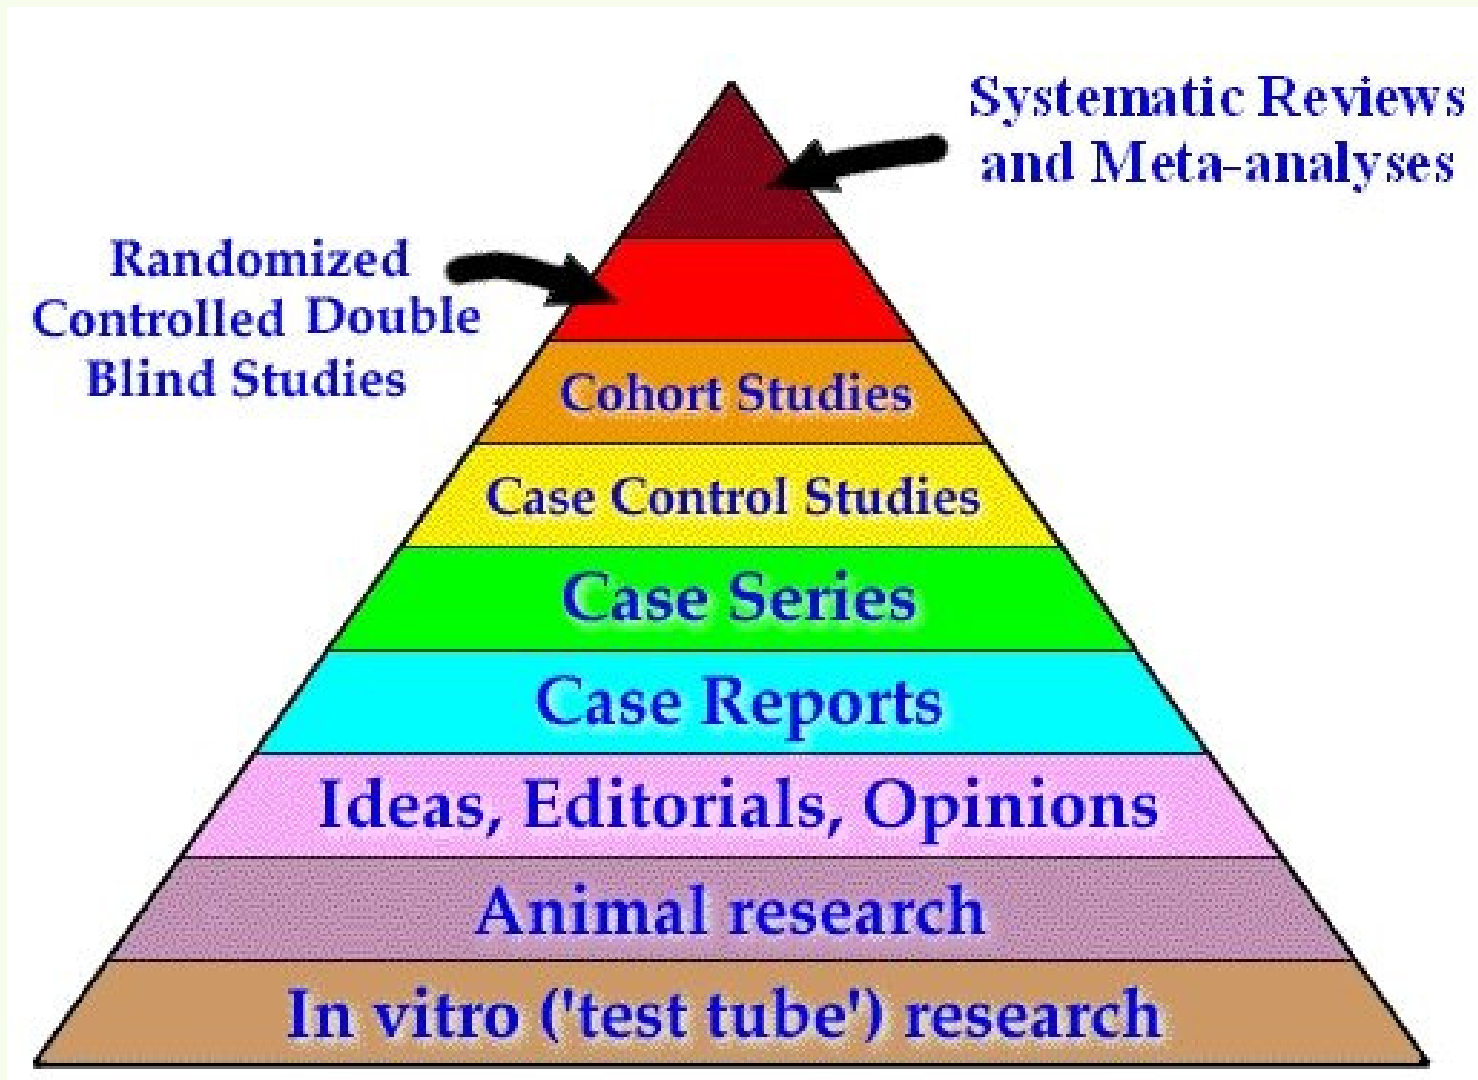 Systematic Reviews
and Meta-analyses
Randomized
Controlled Double
Blind Studies
Cohort Studies
Case Control Studies
Case Series
Case Reports
Ideas, Editorials, Opinions
Animal research
In vitro ('test tube') research